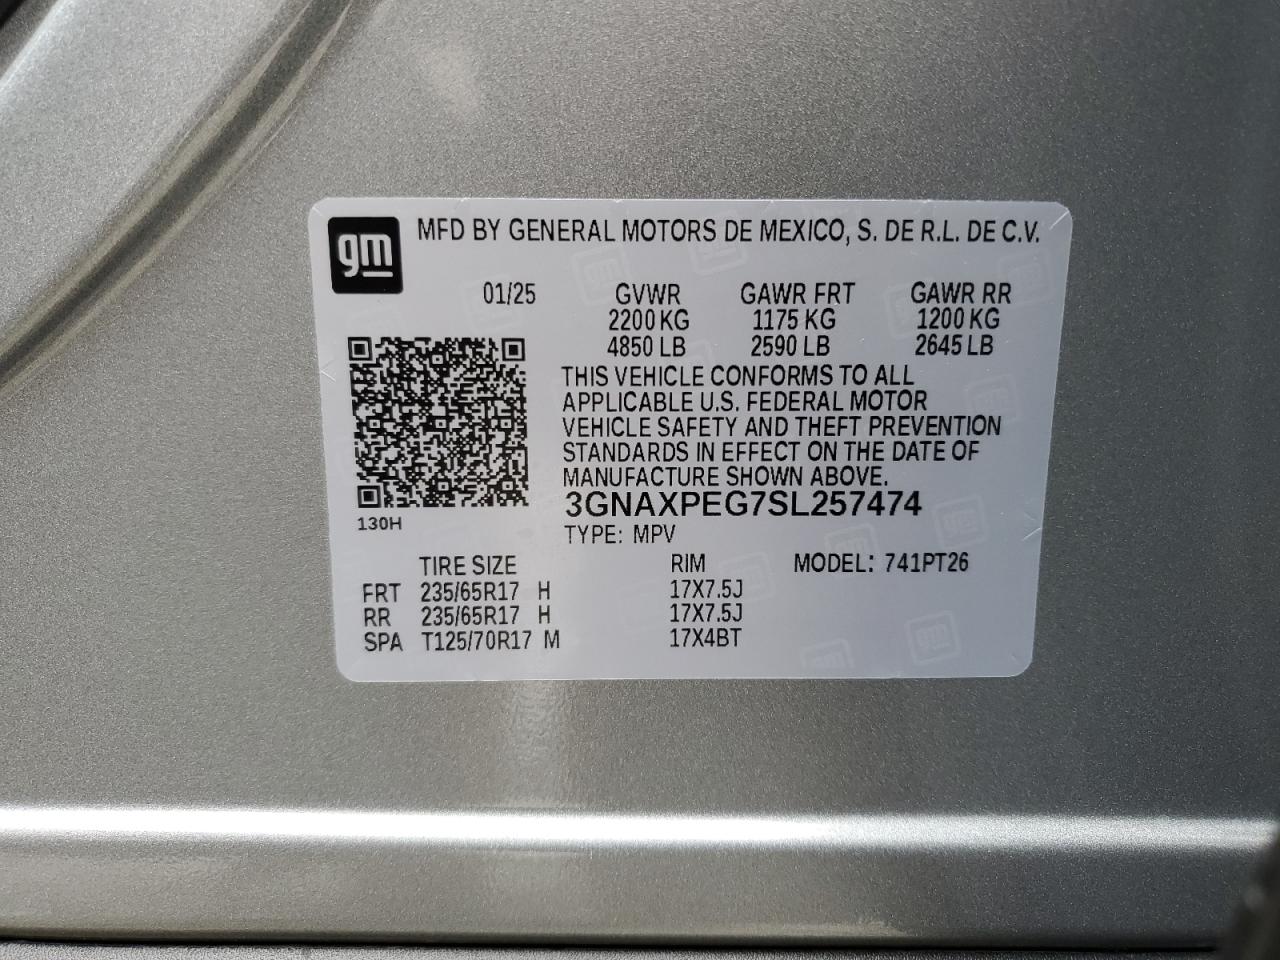 gm
MFD BY GENERAL MOTORS DE MEXICO, S. DE R.L. DE C.V.
01/25 GVWR GAWR FRT GAWR RR
2200 KG 1175 KG 1200 KG
4850 LB 2590 LB 2645 LB
THIS VEHICLE CONFORMS TO ALL
APPLICABLE U.S. FEDERAL MOTOR
VEHICLE SAFETY AND THEFT PREVENTION
STANDARDS IN EFFECT ON THE DATE OF
MANUFACTURE SHOWN ABOVE.
3GNAXPEG7SL257474
130H
TYPE: MPV
TIRE SIZE RIM MODEL: 741PT26
FRT 235/65R17 H 17X7.5J
RR 235/65R17 H 17X7.5J
SPA T125/70R17 M 17X4BT